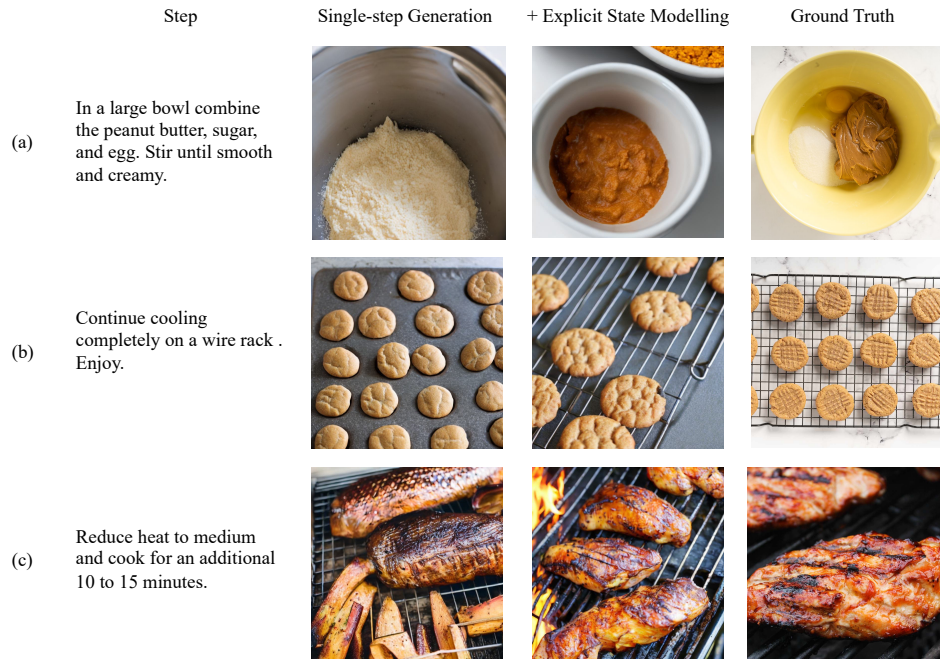 Step Single-step Generation + Explicit State Modelling Ground Truth
(a)
In a large bowl combine
the peanut butter, sugar,
and egg. Stir until smooth
and creamy.
(b)
Continue cooling
completely on a wire rack .
Enjoy.
(c)
Reduce heat to medium
and cook for an additional
10 to 15 minutes.